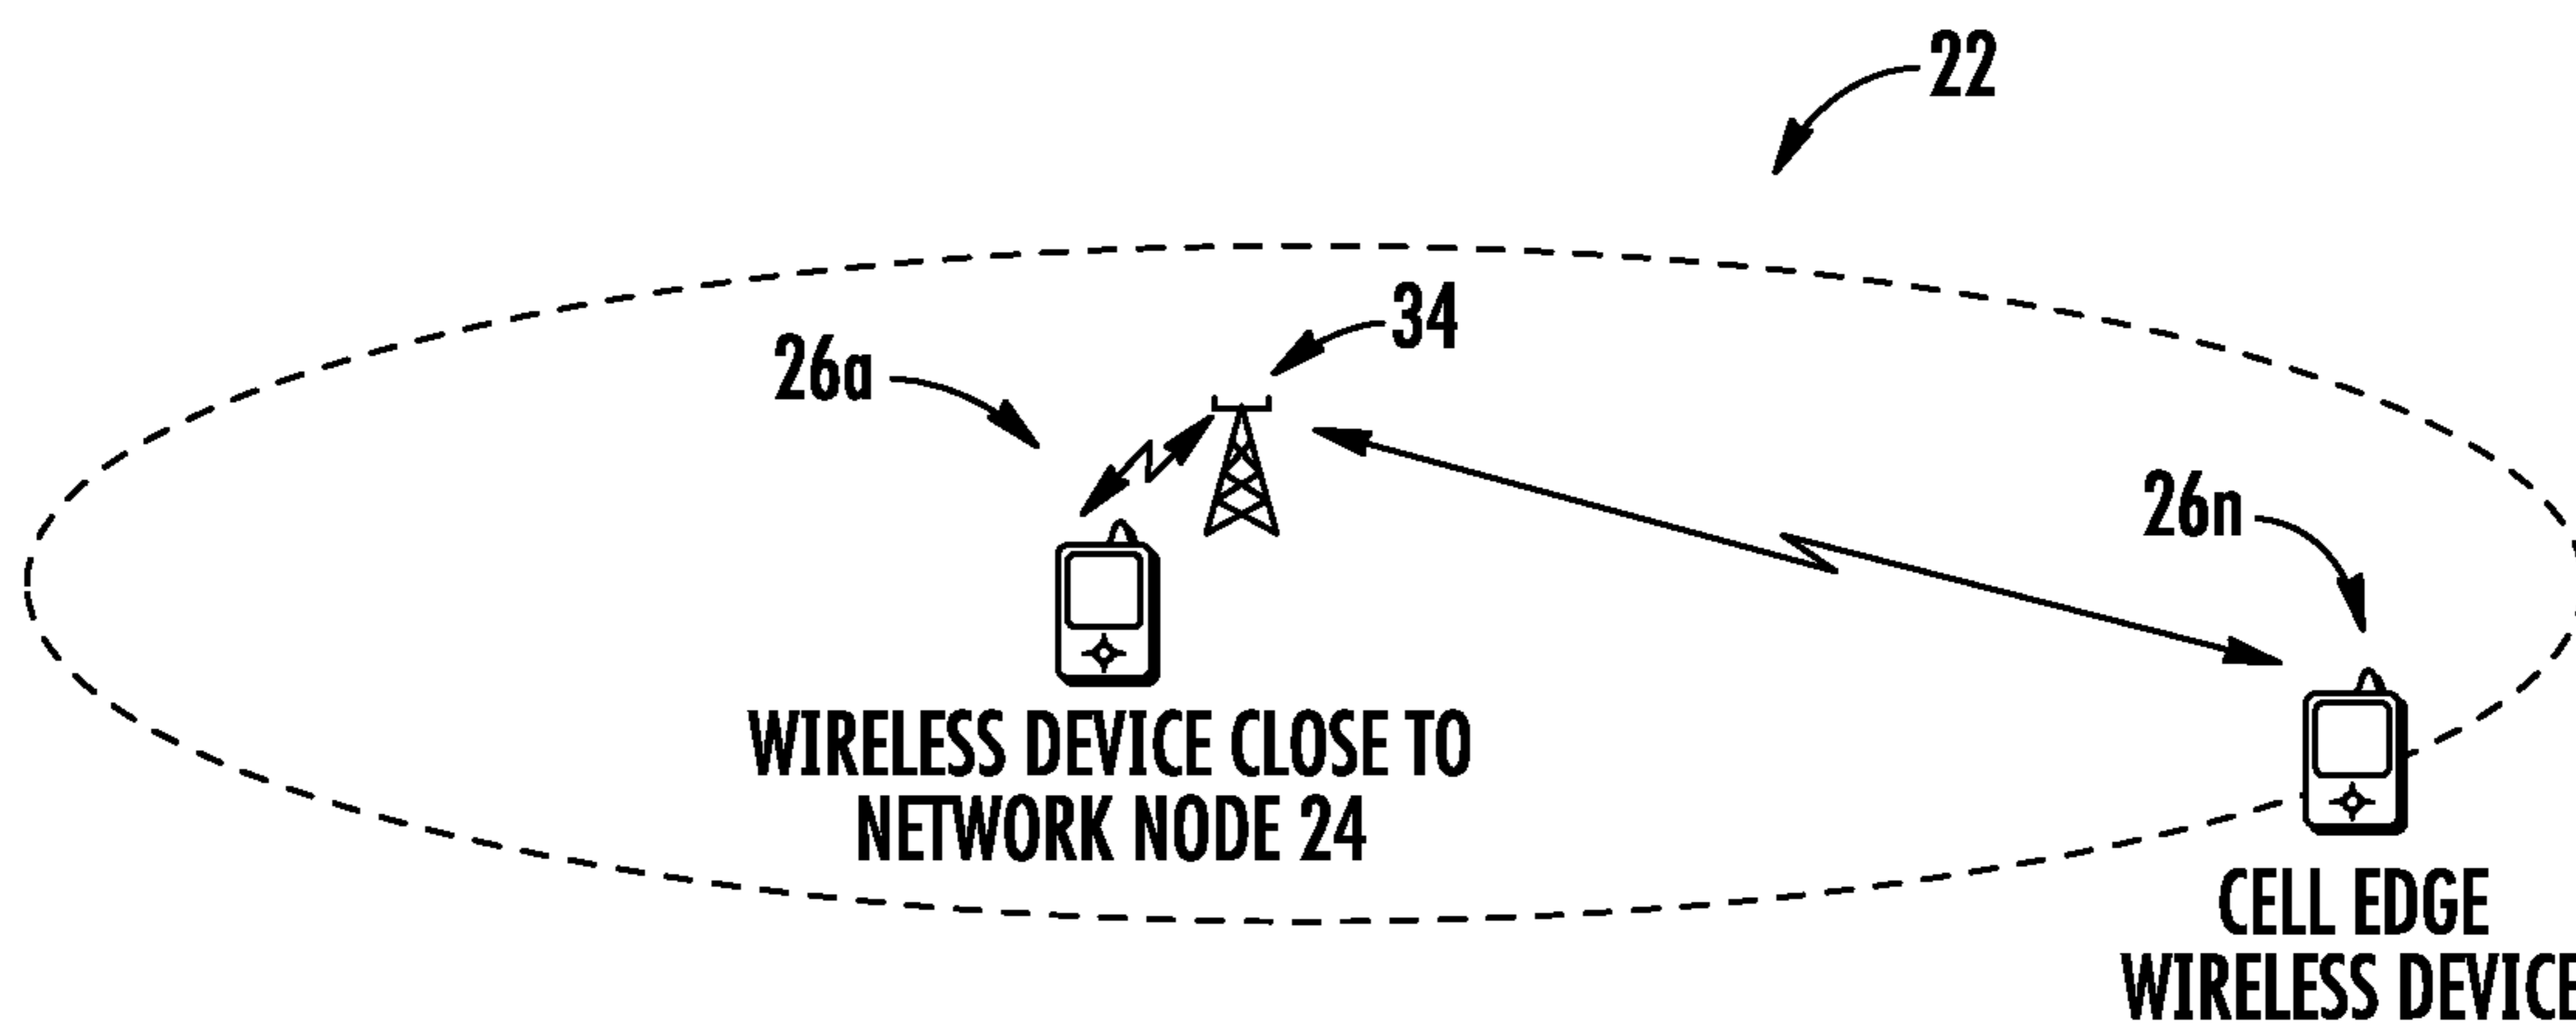 22
34
26a
26n
WIRELESS DEVICE CLOSE TO
NETWORK NODE 24
CELL EDGE
WIRELESS DEVICE